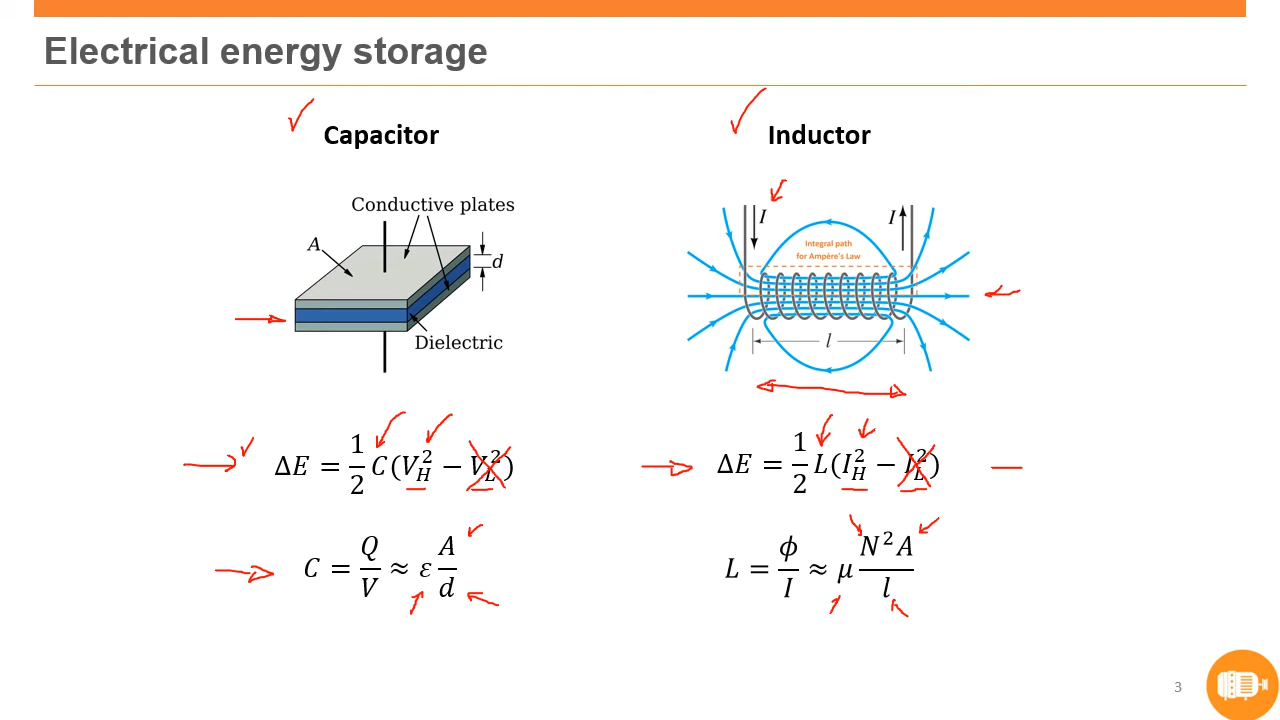 Electrical energy storage
Capacitor
Conductive plates
A
d
Dielectric
ΔE = 1/2 C(V_H^2 − V_L^2)
C = Q/V ≈ ε A/d
Inductor
I
I
Integral path
for Ampère's Law
l
ΔE = 1/2 L(I_H^2 − I_L^2)
L = ϕ/I ≈ μ N^2 A/l
3